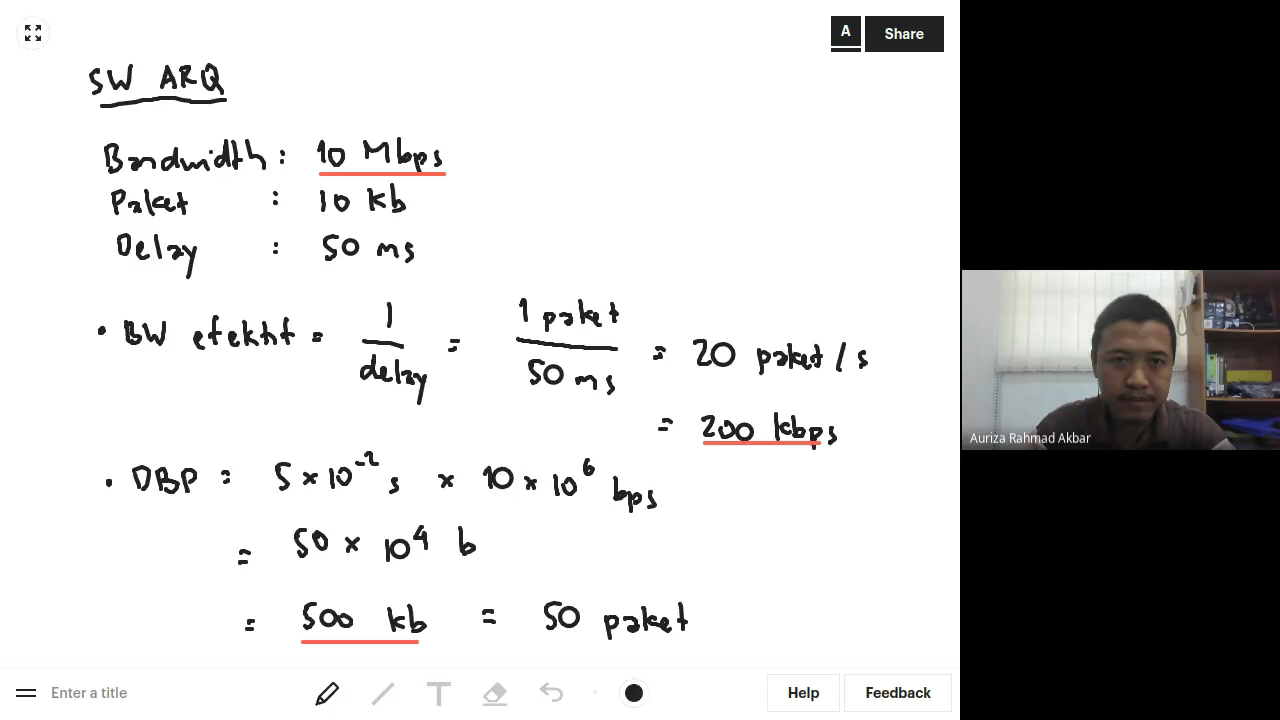 A
Share
SW ARQ
Bandwidth : 10 Mbps
Paket : 10 kb
Delay : 50 ms
• BW efektif = 1 / delay = 1 paket / 50 ms = 20 paket / s
= 200 kbps
• DBP = 5 × 10⁻² s × 10 × 10⁶ bps
= 50 × 10⁴ b
= 500 kb = 50 paket
Auriza Rahmad Akbar
Enter a title
T
Help
Feedback